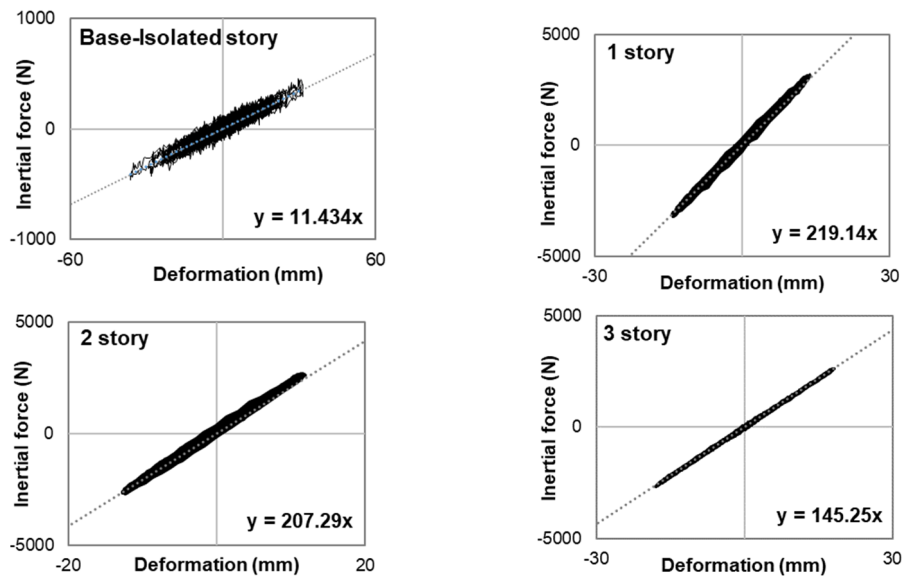 1000
Base-Isolated story
Inertial force (N)
0
y = 11.434x
-1000
-60
60
Deformation (mm)
5000
1 story
Inertial force (N)
0
y = 219.14x
-5000
-30
30
Deformation (mm)
5000
2 story
Inertial force (N)
0
y = 207.29x
-5000
-20
20
Deformation (mm)
5000
3 story
Inertial force (N)
0
y = 145.25x
-5000
-30
30
Deformation (mm)